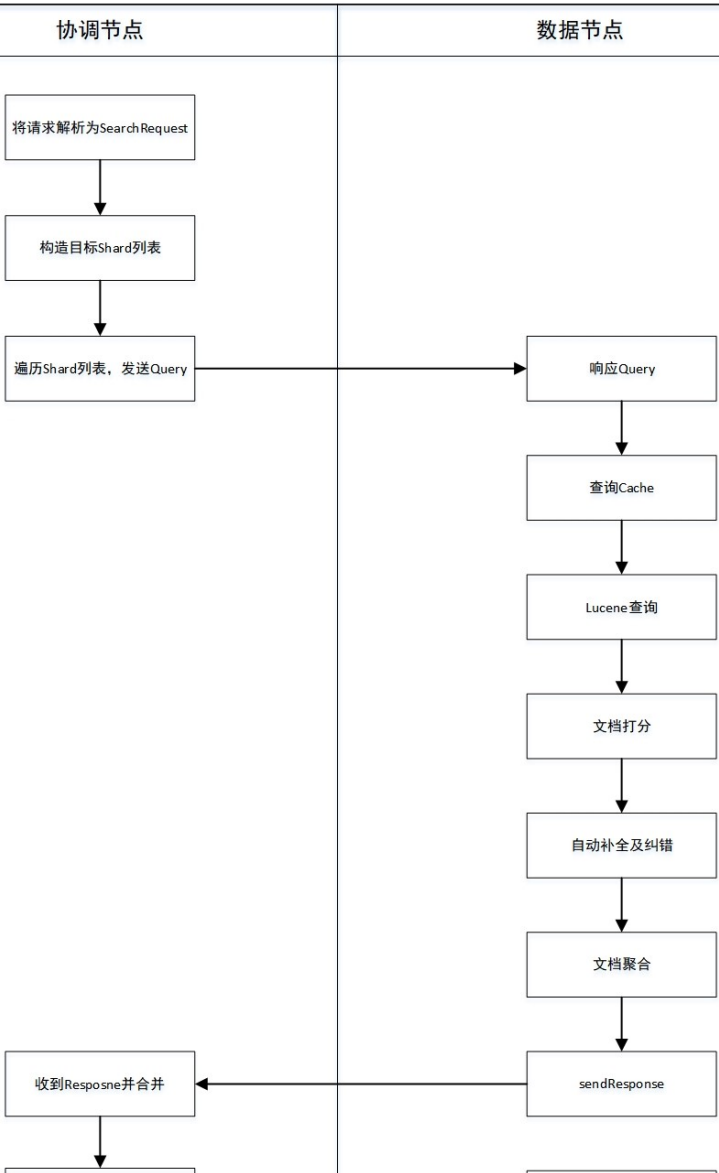 协调节点
数据节点
将请求解析为SearchRequest
构造目标Shard列表
遍历Shard列表，发送Query
响应Query
查询Cache
Lucene查询
文档打分
自动补全及纠错
文档聚合
收到Resposne并合并
sendResponse